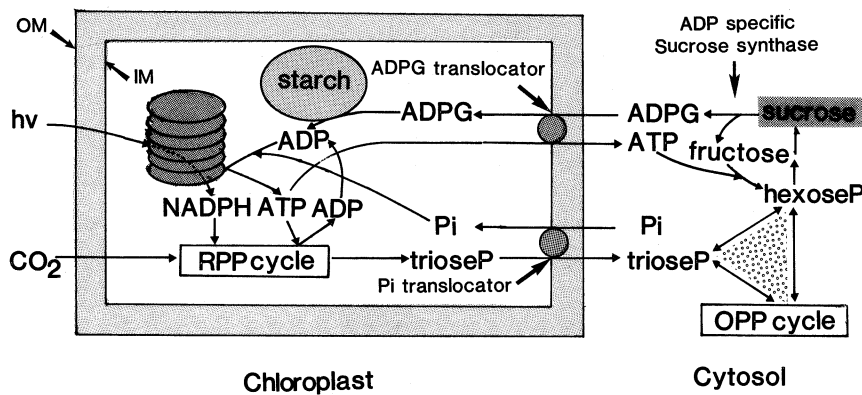 OM
ADP specific
Sucrose synthase
IM
starch
ADPG translocator
hv
ADPG
ADPG
sucrose
ADP
ATP
fructose
hexoseP
NADPH ATP ADP
Pi
Pi
CO2
RPP cycle
trioseP
trioseP
Pi translocator
OPP cycle
Chloroplast
Cytosol